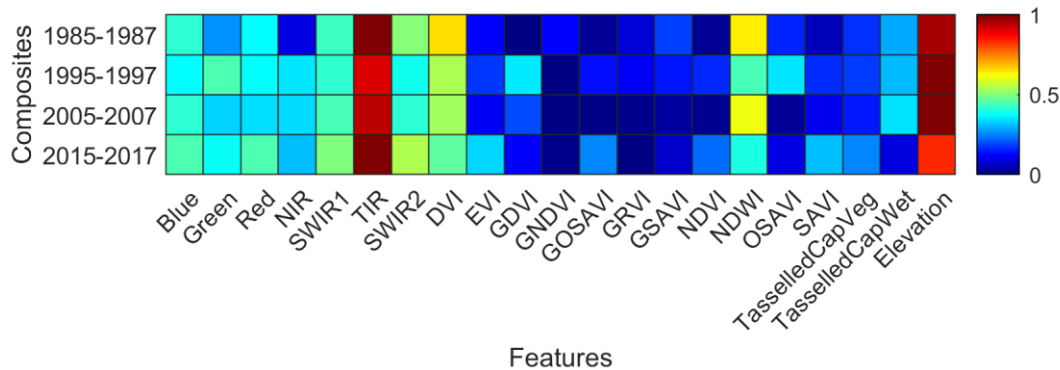 Composites
1985-1987
1995-1997
2005-2007
2015-2017
1
0.5
0
Blue
Green
Red
NIR
SWIR1
TIR
SWIR2
DVI
EVI
GDVI
GNDVI
GOSAVI
GRVI
GSAVI
NDVI
NDWI
OSAVI
SAVI
TasselledCapVeg
TasselledCapWet
Elevation
Features